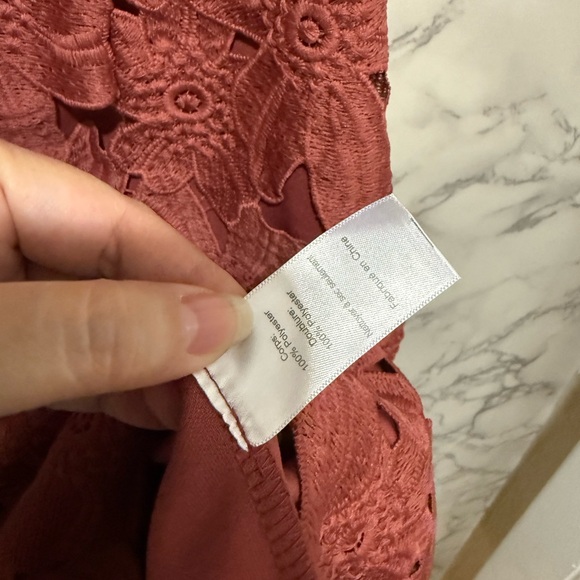 Corps:
100% Polyester
Doublure:
100% Polyester
Nettoyer à sec seulement
Fabriqué en Chine